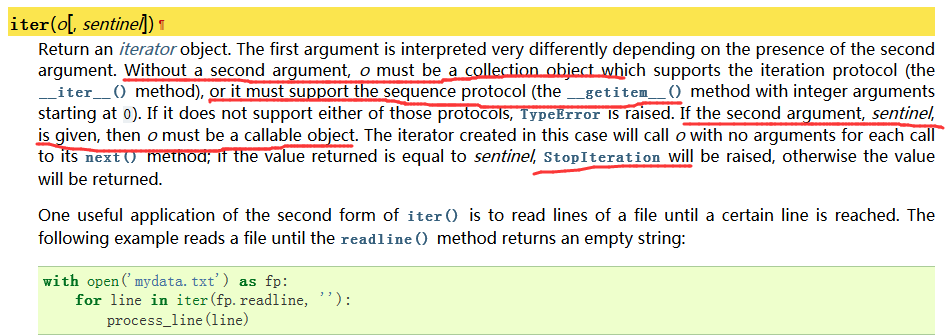 iter(o[, sentinel]) ¶
Return an iterator object. The first argument is interpreted very differently depending on the presence of the second
argument. Without a second argument, o must be a collection object which supports the iteration protocol (the
__iter__() method), or it must support the sequence protocol (the __getitem__() method with integer arguments
starting at 0). If it does not support either of those protocols, TypeError is raised. If the second argument, sentinel,
is given, then o must be a callable object. The iterator created in this case will call o with no arguments for each call
to its next() method; if the value returned is equal to sentinel, StopIteration will be raised, otherwise the value
will be returned.
One useful application of the second form of iter() is to read lines of a file until a certain line is reached. The
following example reads a file until the readline() method returns an empty string:
with open('mydata.txt') as fp:
    for line in iter(fp.readline, ''):
        process_line(line)